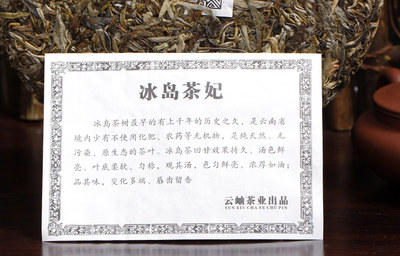 冰岛茶妃
冰岛茶树最早的有上千年的历史之久，是云南省
境内少有不使用化肥、农药等无机物，是纯天然、无
污染、原生态的茶叶。冰岛茶回甘效果持久、汤色鲜
亮、叶底柔软、匀称，观其汤，色匀鲜亮、浓厚如油；
品其味，变化多端、唇齿留香
云岫茶业出品
YUN XIU CHA YE CHU PIN